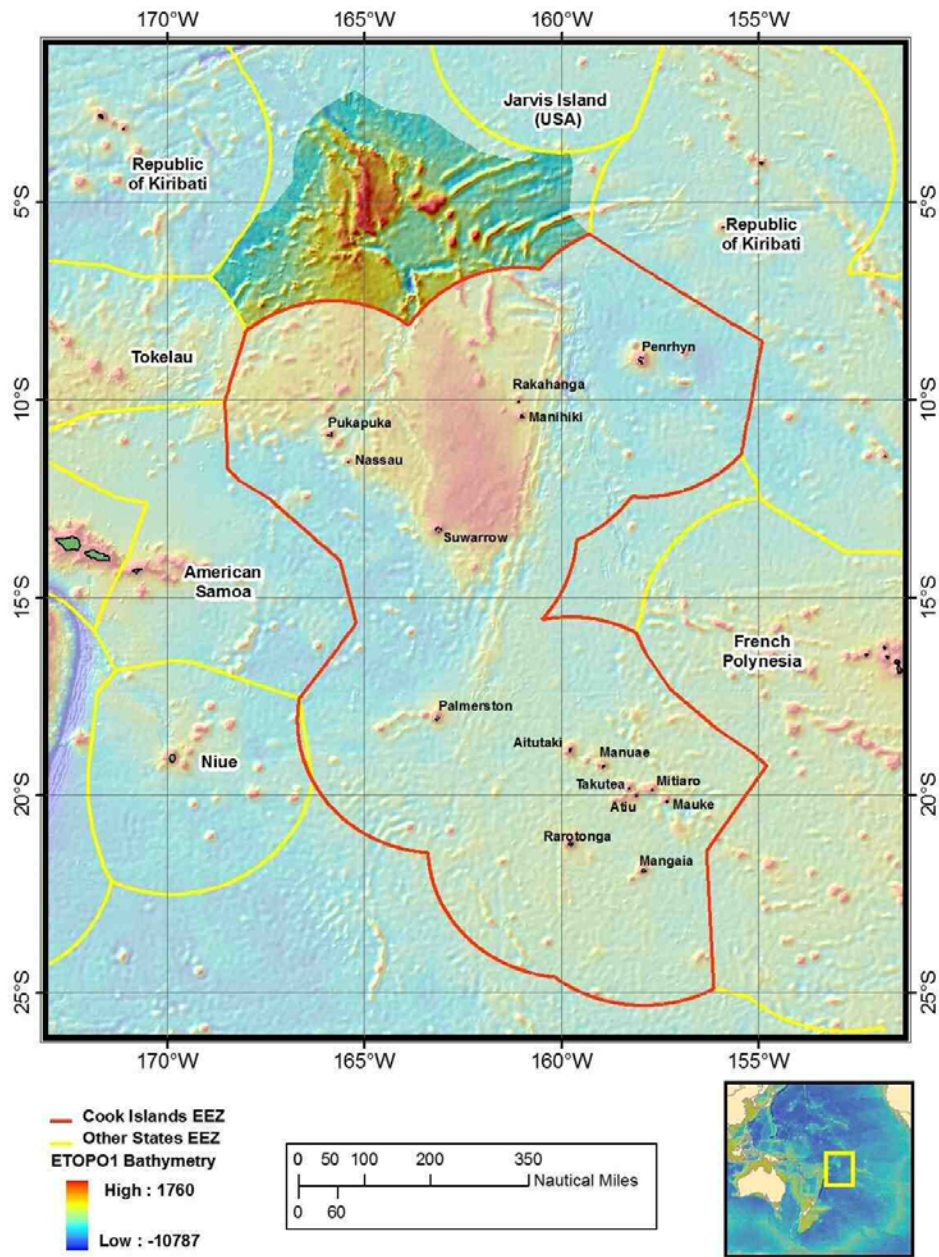 170°W 165°W 160°W 155°W
Jarvis Island
(USA)
Republic
of Kiribati
5°S 5°S
Republic
of Kiribati
Tokelau
Penrhyn
10°S 10°S
Rakahanga
Manihiki
Pukapuka
Nassau
Suwarrow
American
Samoa
15°S 15°S
French
Polynesia
Palmerston
Niue
Aitutaki
Manuae
Takutea
Mitiaro
20°S 20°S
Atiu
Mauke
Rarotonga
Mangaia
25°S 25°S
170°W 165°W 160°W 155°W
Cook Islands EEZ
Other States EEZ
ETOPO1 Bathymetry
High : 1760
Low : -10787
0 50 100 200 350
Nautical Miles
0 60